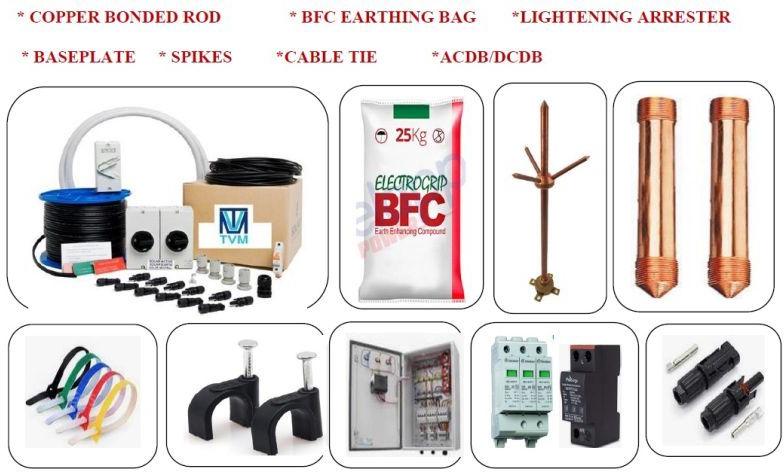 * COPPER BONDED ROD * BFC EARTHING BAG *LIGHTENING ARRESTER
* BASEPLATE * SPIKES *CABLE TIE *ACDB/DCDB
25Kg
ELECTROGRIP
BFC
Earth Enhancing Compound
TVM